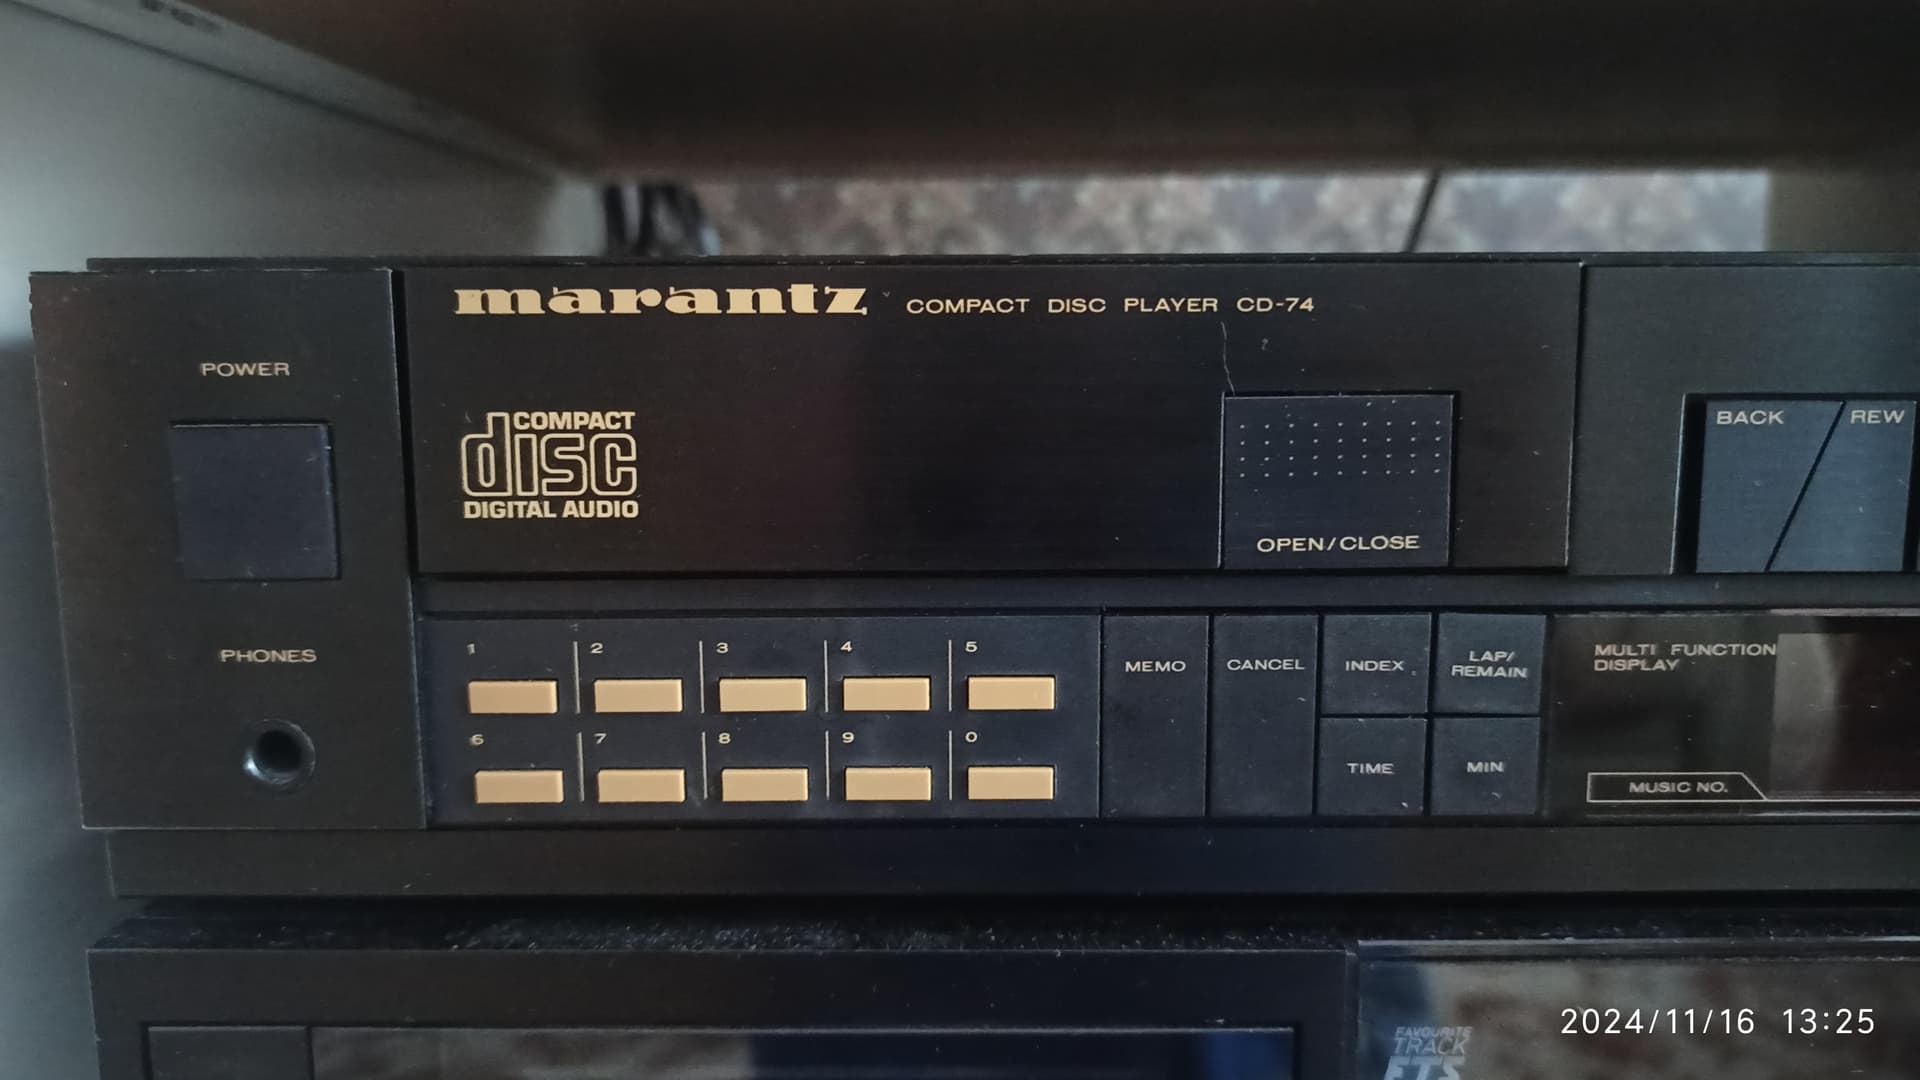 marantz COMPACT DISC PLAYER CD-74
POWER
COMPACT
disc
DIGITAL AUDIO
OPEN/CLOSE
BACK
REW
PHONES
1 2 3 4 5
6 7 8 9 0
MEMO
CANCEL
INDEX
LAP/
REMAIN
TIME
MIN
MULTI FUNCTION
DISPLAY
MUSIC NO.
FAVOURITE
TRACK
FTS
2024/11/16 13:25